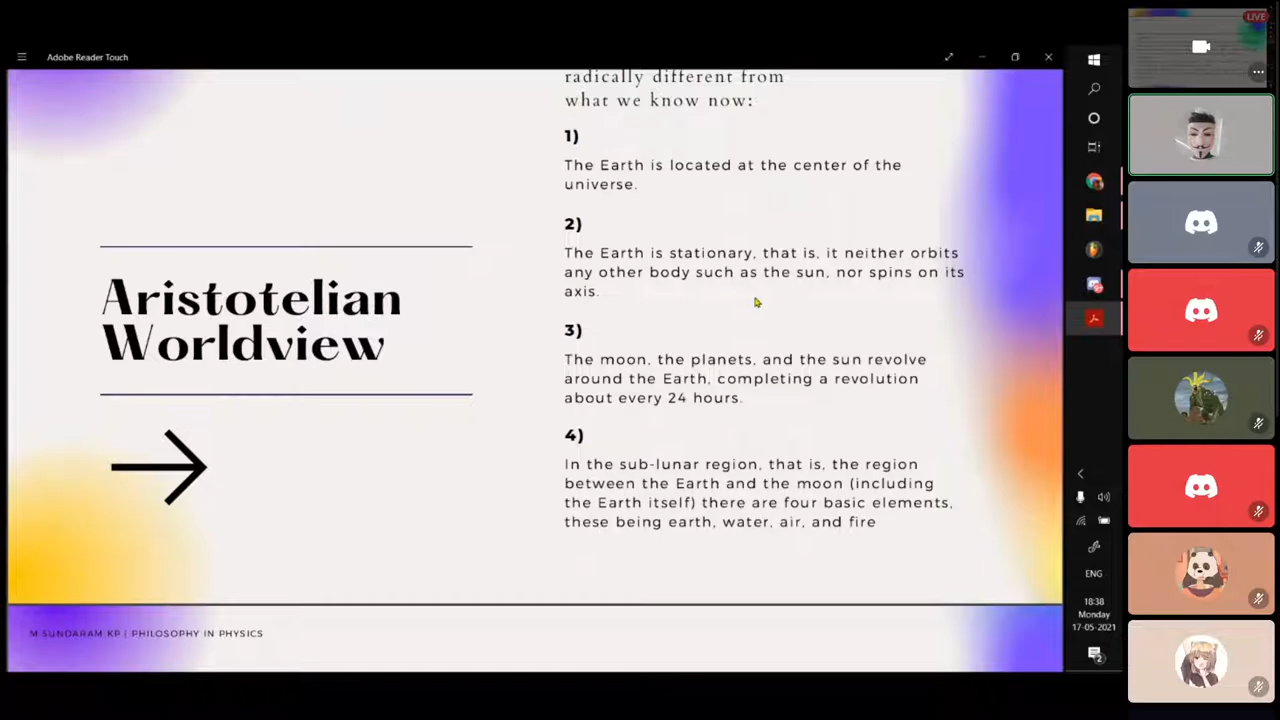 LIVE
Adobe Reader Touch
radically different from
what we know now:
1)
The Earth is located at the center of the
universe.
2)
The Earth is stationary, that is, it neither orbits
any other body such as the sun, nor spins on its
axis.
3)
The moon, the planets, and the sun revolve
around the Earth, completing a revolution
about every 24 hours.
4)
In the sub-lunar region, that is, the region
between the Earth and the moon (including
the Earth itself) there are four basic elements,
these being earth, water, air, and fire
Aristotelian
Worldview
M SUNDARAM KP | PHILOSOPHY IN PHYSICS
ENG
18:38
Monday
17-05-2021
2